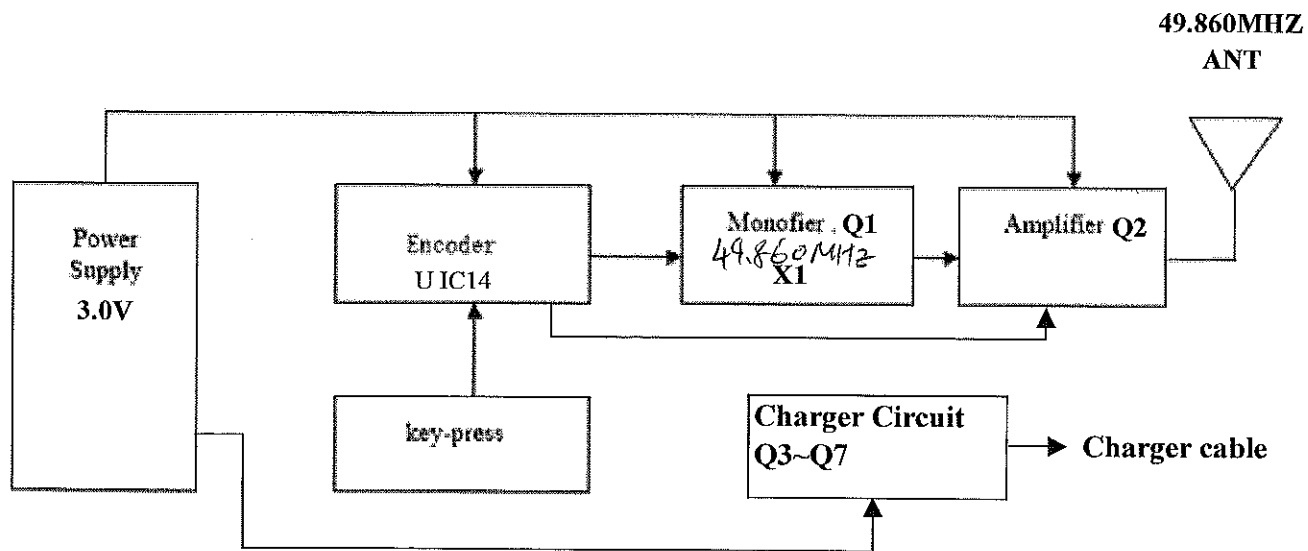 49.860MHZ
ANT
Power
Supply
3.0V
Encoder
U IC14
Monofier . Q1
49.860MHz
X1
Amplifier Q2
key-press
Charger Circuit
Q3~Q7
Charger cable